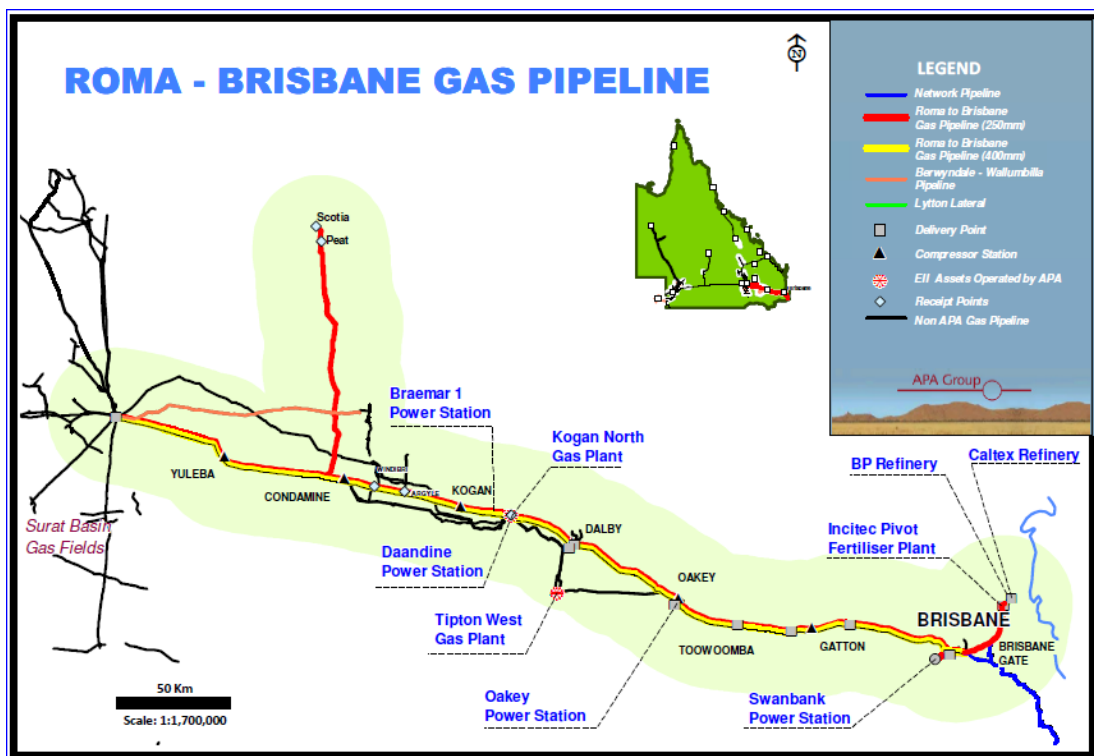 ROMA - BRISBANE GAS PIPELINE
N
LEGEND
Network Pipeline
Roma to Brisbane
Gas Pipeline (250mm)
Roma to Brisbane
Gas Pipeline (400mm)
Berwyndale - Wallumbilla
Pipeline
Lytton Lateral
Delivery Point
Compressor Station
EII Assets Operated by APA
Receipt Points
Non APA Gas Pipeline
APA Group
Scotia
Peat
Braemar 1
Power Station
Kogan North
Gas Plant
BP Refinery
Caltex Refinery
YULEBA
CONDAMINE
WINDIBRI
ARGYLE
KOGAN
Surat Basin
Gas Fields
Daandine
Power Station
DALBY
Incitec Pivot
Fertiliser Plant
OAKEY
Tipton West
Gas Plant
BRISBANE
TOOWOOMBA
GATTON
BRISBANE
GATE
50 Km
Scale: 1:1,700,000
Oakey
Power Station
Swanbank
Power Station